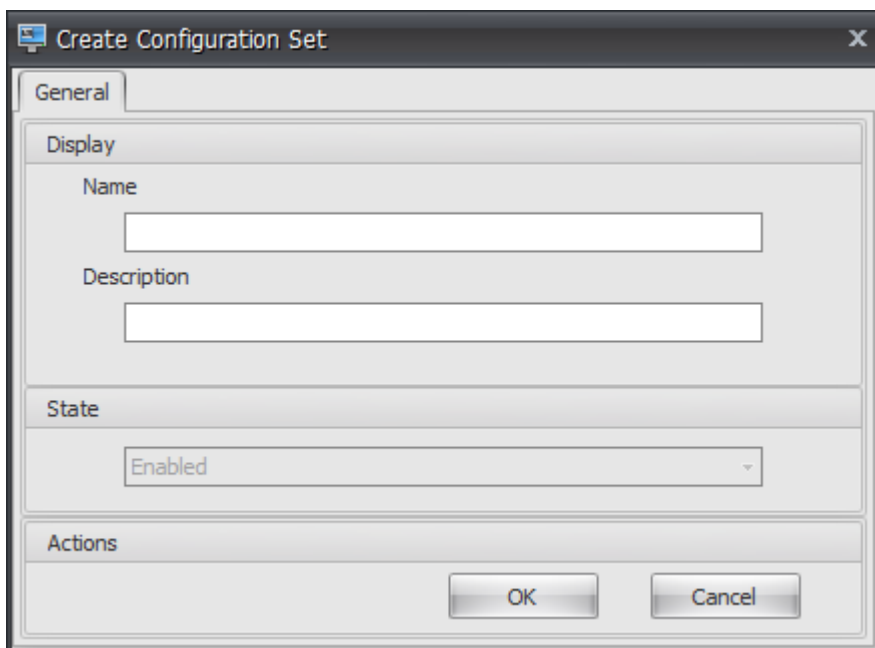 Create Configuration Set
General
Display
Name
Description
State
Enabled
Actions
OK Cancel